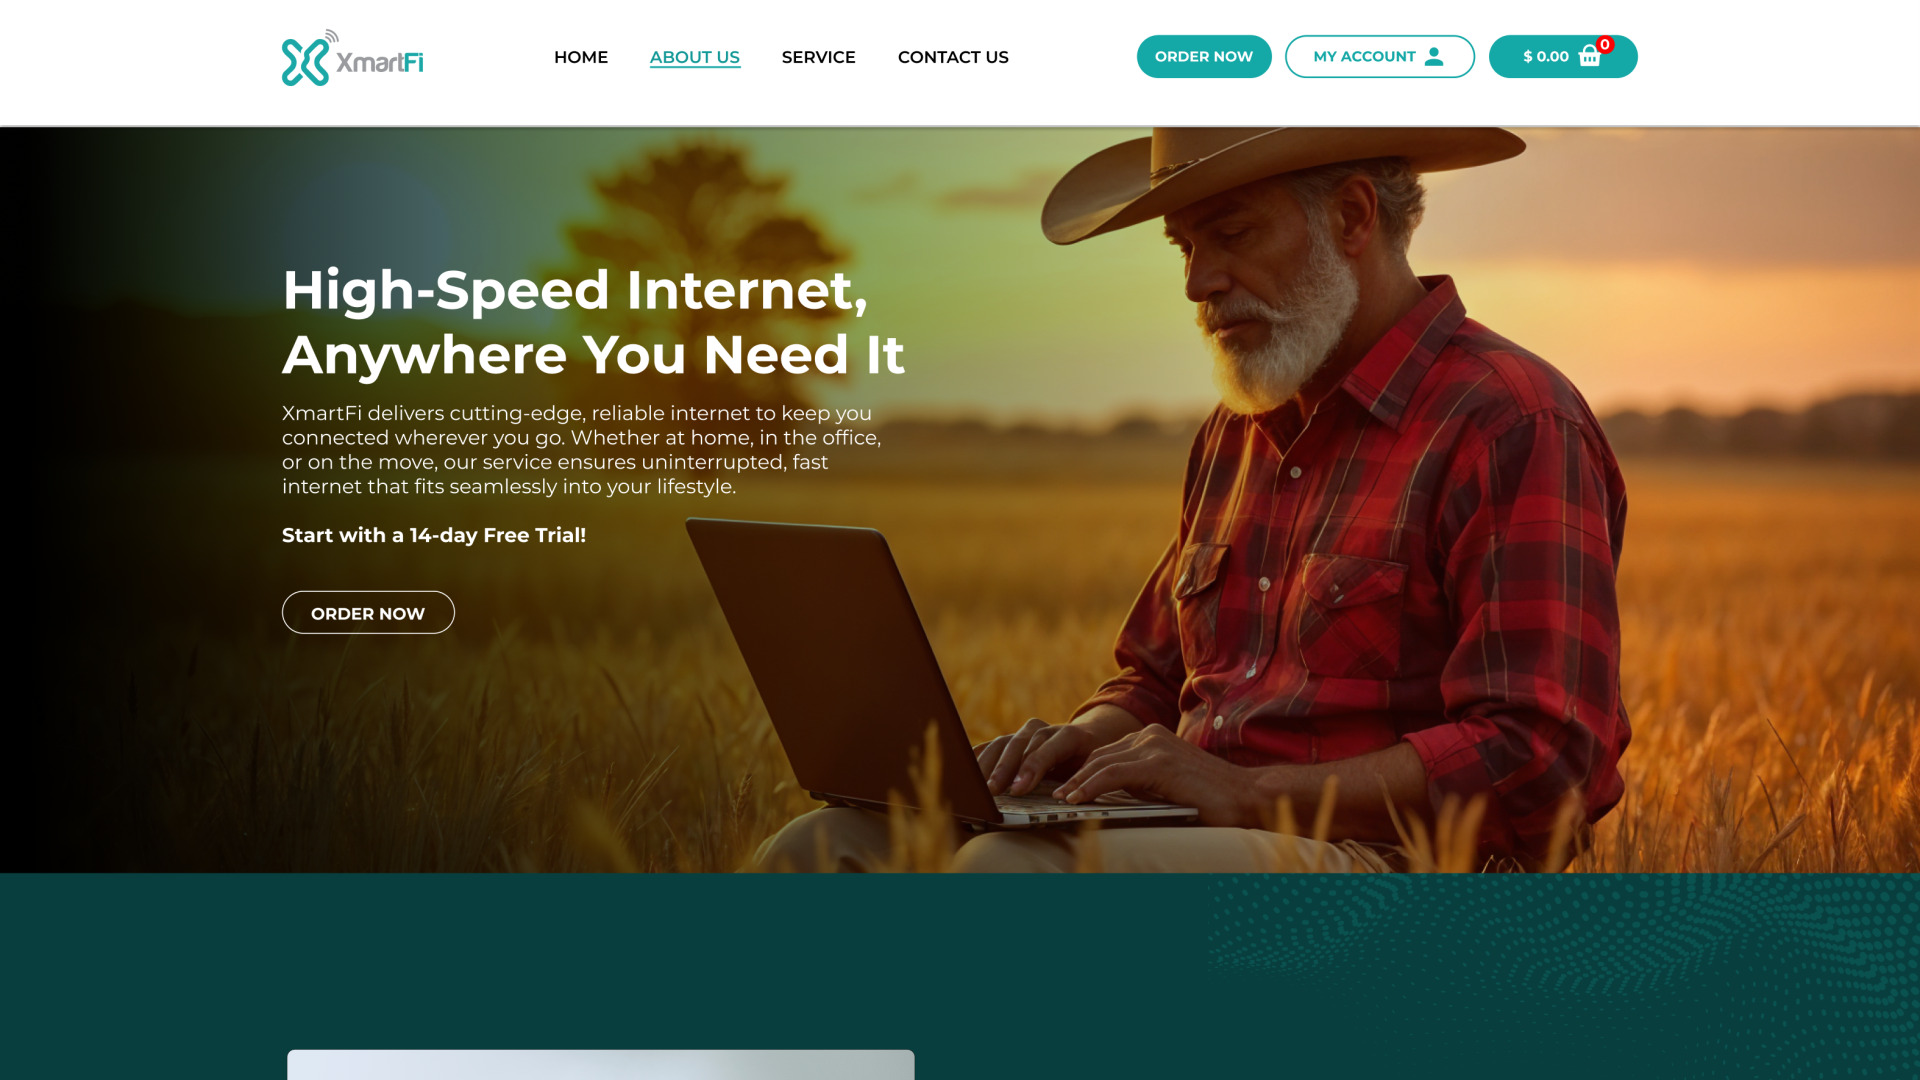 XmartFi
HOME
ABOUT US
SERVICE
CONTACT US
ORDER NOW
MY ACCOUNT
$ 0.00
0
High-Speed Internet,
Anywhere You Need It
XmartFi delivers cutting-edge, reliable internet to keep you
connected wherever you go. Whether at home, in the office,
or on the move, our service ensures uninterrupted, fast
internet that fits seamlessly into your lifestyle.
Start with a 14-day Free Trial!
ORDER NOW